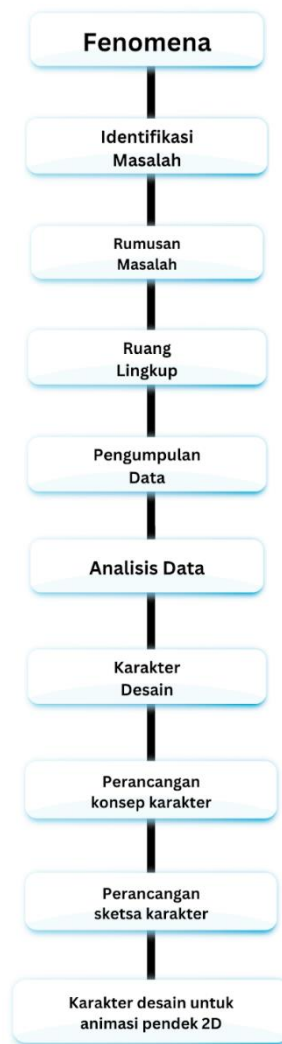 Fenomena
Identifikasi
Masalah
Rumusan
Masalah
Ruang
Lingkup
Pengumpulan
Data
Analisis Data
Karakter
Desain
Perancangan
konsep karakter
Perancangan
sketsa karakter
Karakter desain untuk
animasi pendek 2D